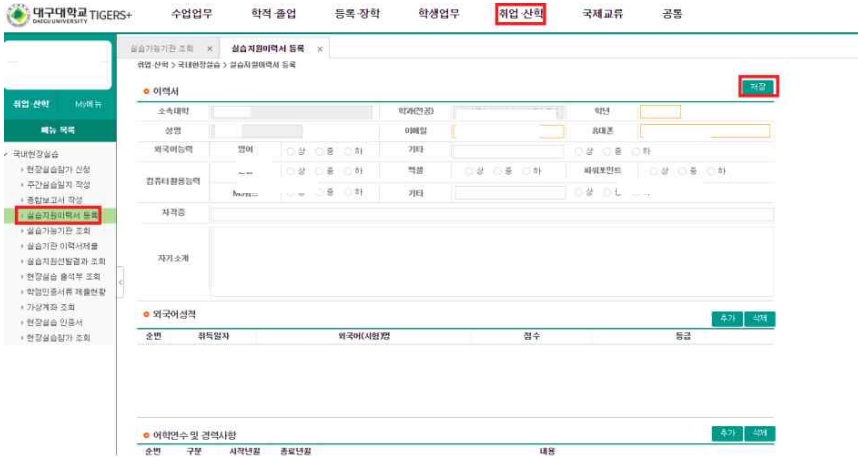 대구대학교 TIGERS+
DAEGU UNIVERSITY
수업업무 학적·졸업 등록·장학 학생업무 취업·산학 국제교류 공통
실습가능기관 조회 × 실습지원이력서 등록 ×
취업·산학 > 국내현장실습 > 실습지원이력서 등록
취업·산학 My메뉴
메뉴 목록
국내현장실습
현장실습참가 신청
주간실습일지 작성
종합보고서 작성
실습지원이력서 등록
실습가능기관 조회
실습기관 이력서제출
실습지원선발결과 조회
현장실습 출석부 조회
학점인증서류 제출현황
가상계좌 조회
현장실습 인증서
현장실습참가 조회
이력서 저장
소속대학 학과(전공) 학년
성명 이메일 휴대폰
외국어능력 영어 상 중 하 기타 상 중 하
컴퓨터활용능력 상 중 하 엑셀 상 중 하 파워포인트 상 중 하
중 하 기타 상
자격증
자기소개
외국어성적 추가 삭제
순번 취득일자 외국어(시험)명 점수 등급
어학연수 및 경력사항 추가 삭제
순번 구분 시작년월 종료년월 내용